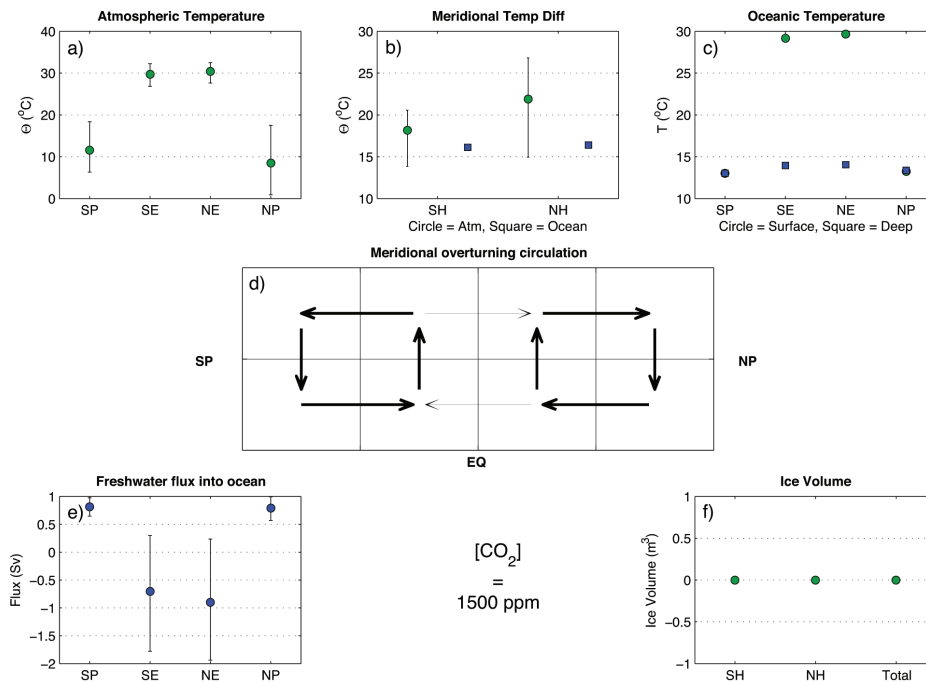 Atmospheric Temperature
a)
40
30
20
10
0
Θ (°C)
SP SE NE NP
Meridional Temp Diff
b)
30
25
20
15
10
Θ (°C)
SH NH
Circle = Atm, Square = Ocean
Oceanic Temperature
c)
30
25
20
15
10
T (°C)
SP SE NE NP
Circle = Surface, Square = Deep
Meridional overturning circulation
d)
SP
NP
EQ
Freshwater flux into ocean
e)
1
0.5
0
−0.5
−1
−1.5
−2
Flux (Sv)
SP SE NE NP
[CO₂]
=
1500 ppm
Ice Volume
f)
1
0.5
0
−0.5
−1
Ice Volume (m³)
SH NH Total